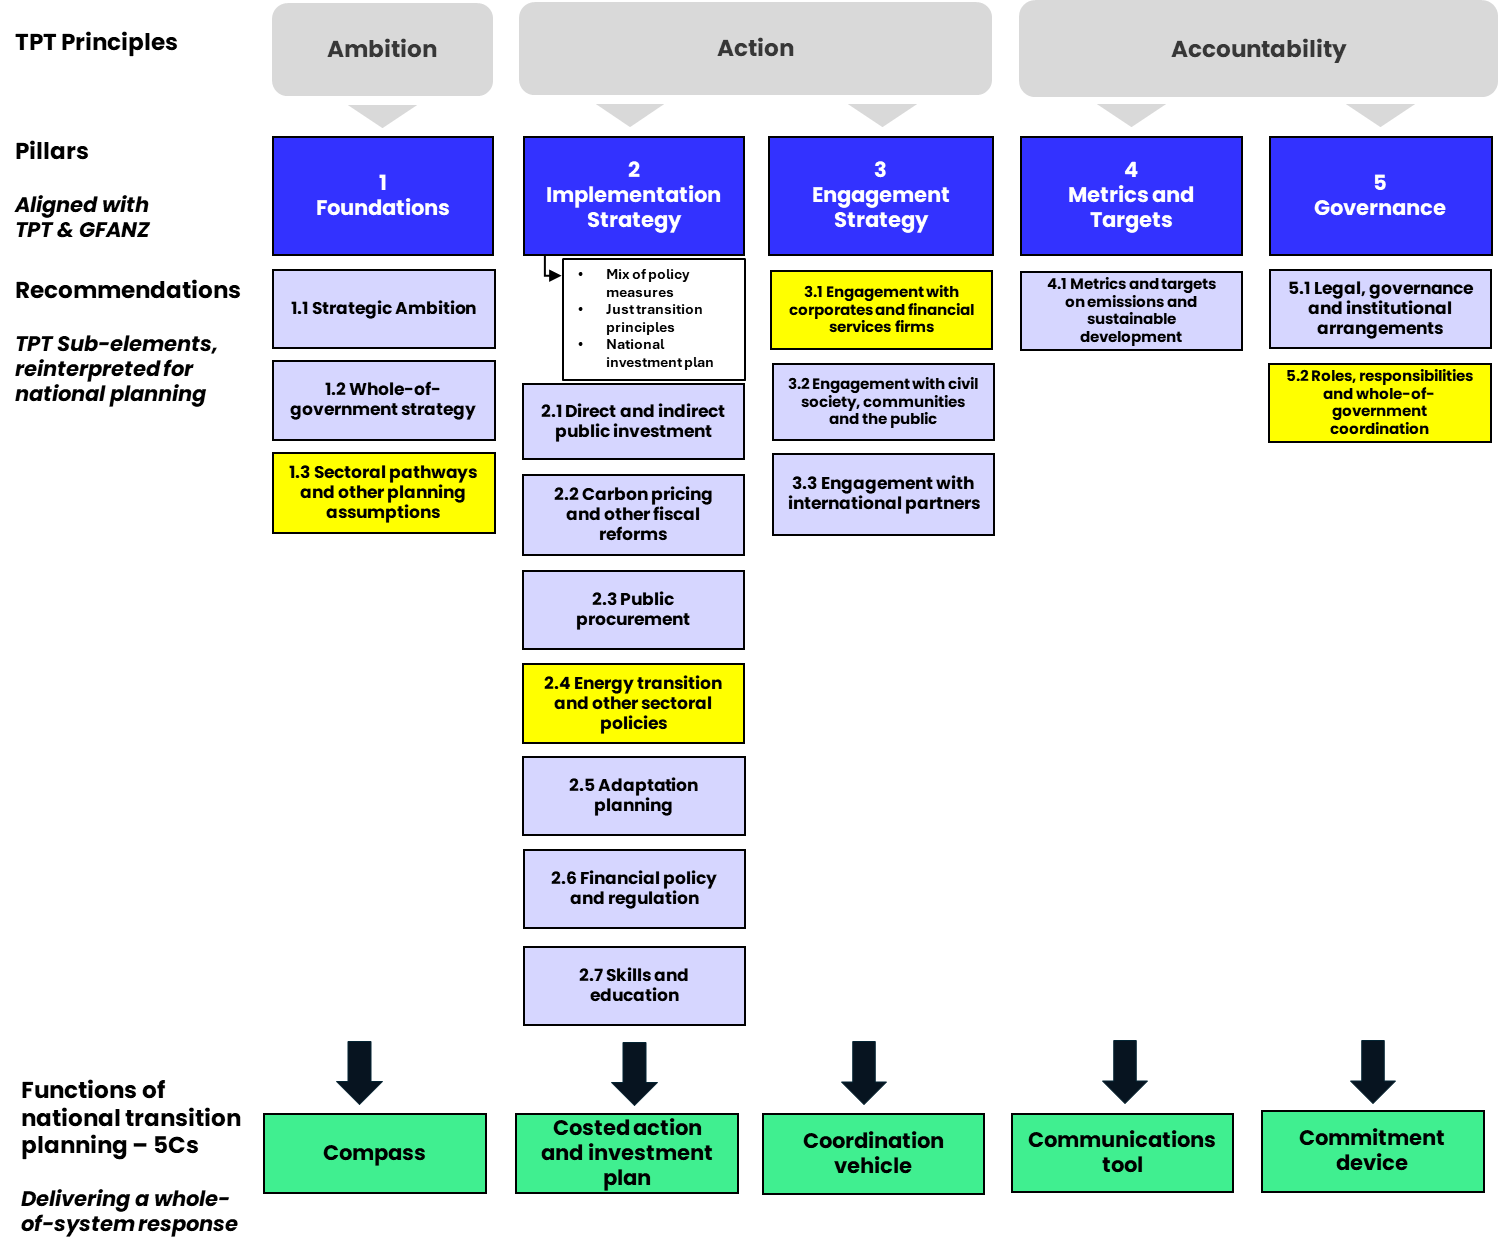 TPT Principles
Ambition
Action
Accountability
Pillars
Aligned with
TPT & GFANZ
1
Foundations
2
Implementation
Strategy
3
Engagement
Strategy
4
Metrics and
Targets
5
Governance
Recommendations
TPT Sub-elements,
reinterpreted for
national planning
1.1 Strategic Ambition
1.2 Whole-of-
government strategy
1.3 Sectoral pathways
and other planning
assumptions
• Mix of policy
measures
• Just transition
principles
• National
investment plan
2.1 Direct and indirect
public investment
2.2 Carbon pricing
and other fiscal
reforms
2.3 Public
procurement
2.4 Energy transition
and other sectoral
policies
2.5 Adaptation
planning
2.6 Financial policy
and regulation
2.7 Skills and
education
3.1 Engagement with
corporates and financial
services firms
3.2 Engagement with civil
society, communities
and the public
3.3 Engagement with
international partners
4.1 Metrics and targets
on emissions and
sustainable
development
5.1 Legal, governance
and institutional
arrangements
5.2 Roles, responsibilities
and whole-of-
government
coordination
Functions of
national transition
planning – 5Cs
Delivering a whole-
of-system response
Compass
Costed action
and investment
plan
Coordination
vehicle
Communications
tool
Commitment
device